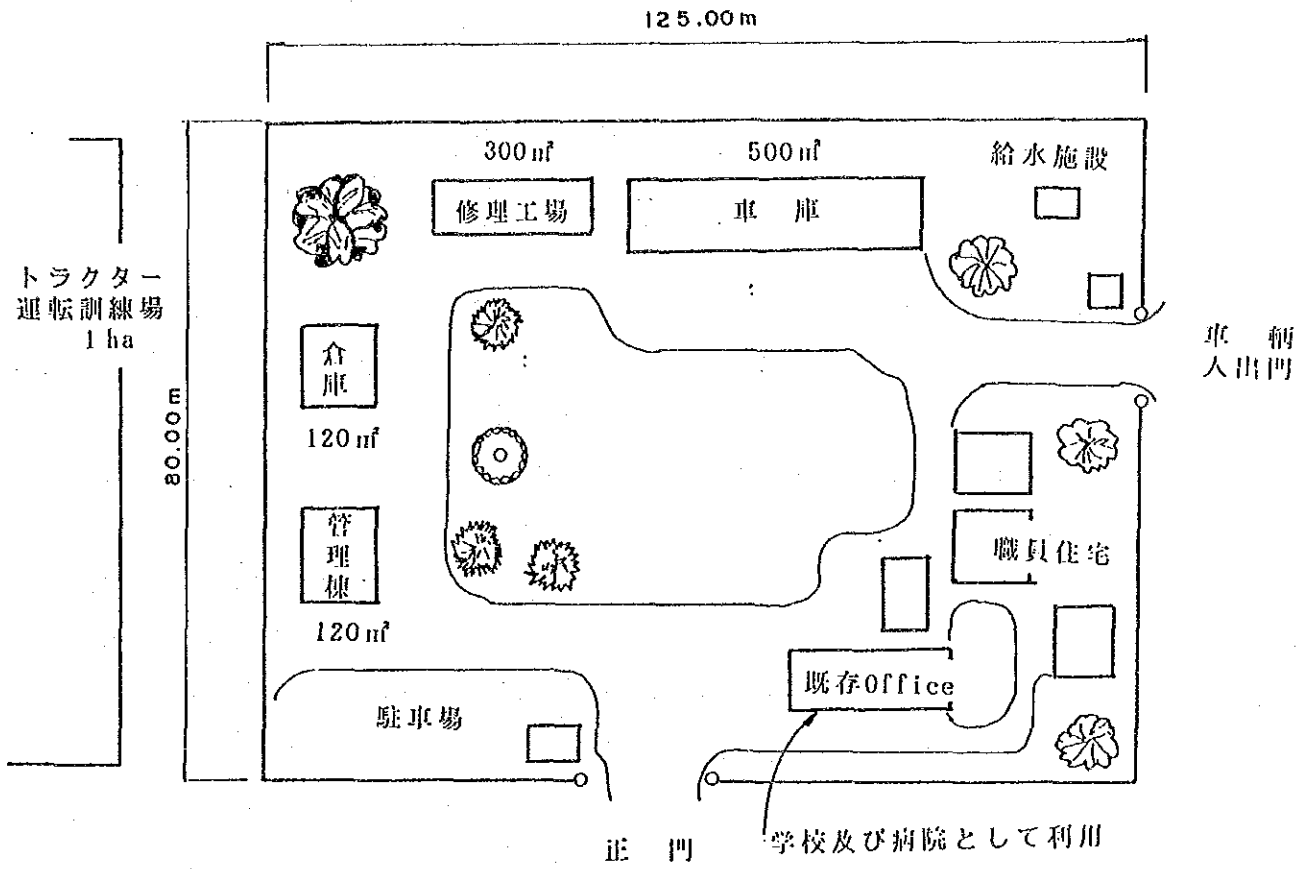 125.00m
300㎡
500㎡
給水施設
修理工場
車庫
トラクター
運転訓練場
1ha
車輌
入出門
倉庫
120㎡
80.00m
管理棟
120㎡
職員住宅
既存Office
駐車場
正門
学校及び病院として利用